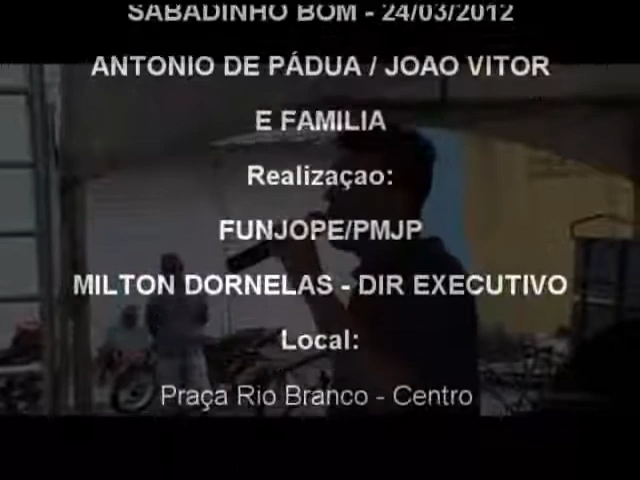 SABADINHO BOM - 24/03/2012
ANTONIO DE PÁDUA / JOAO VITOR
E FAMILIA
Realizaçao:
FUNJOPE/PMJP
MILTON DORNELAS - DIR EXECUTIVO
Local:
Praça Rio Branco - Centro